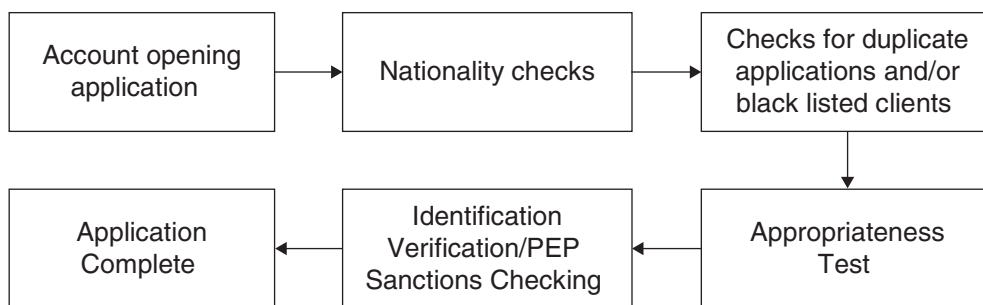 Account opening
application
Nationality checks
Checks for duplicate
applications and/or
black listed clients
Appropriateness
Test
Identification
Verification/PEP
Sanctions Checking
Application
Complete